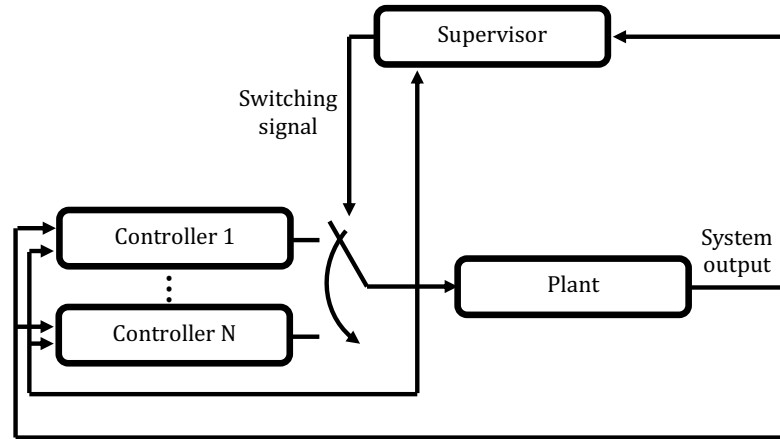 Supervisor
Switching
signal
Controller 1
System
output
Plant
Controller N